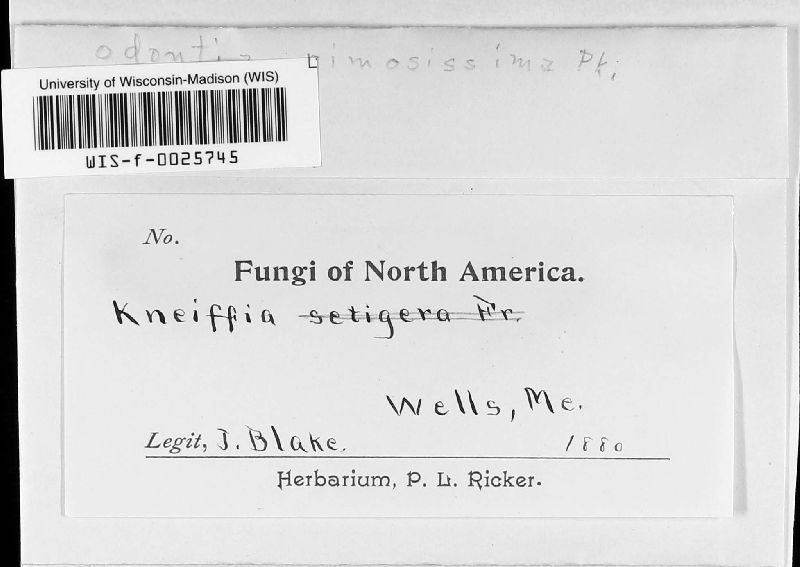 odontia rimosissima Pk.
University of Wisconsin-Madison (WIS)
WIS-f-0025745
No.
Fungi of North America.
Kneiffia setigera Fr.
Wells, Me.
Legit, J. Blake. 1880
Herbarium, P. L. Ricker.